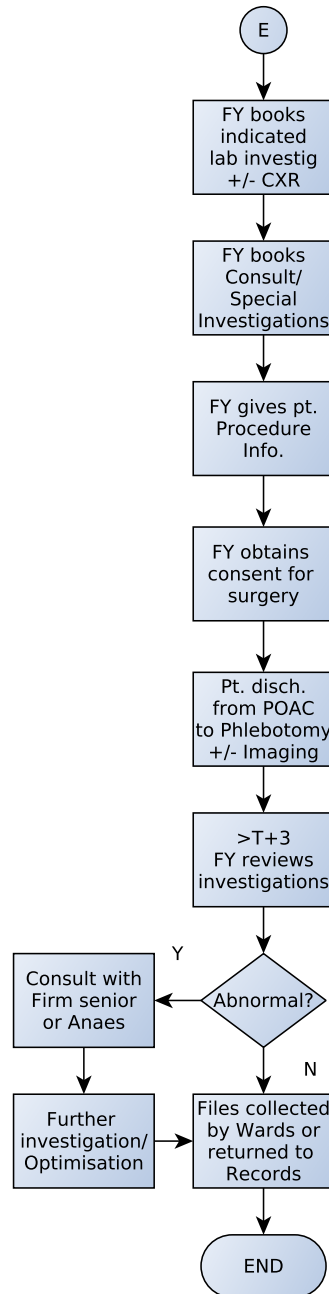 E
FY books
indicated
lab investig
+/- CXR
FY books
Consult/
Special
Investigations
FY gives pt.
Procedure
Info.
FY obtains
consent for
surgery
Pt. disch.
from POAC
to Phlebotomy
+/- Imaging
>T+3
FY reviews
investigations
Abnormal?
Y
Consult with
Firm senior
or Anaes
Further
investigation/
Optimisation
N
Files collected
by Wards or
returned to
Records
END